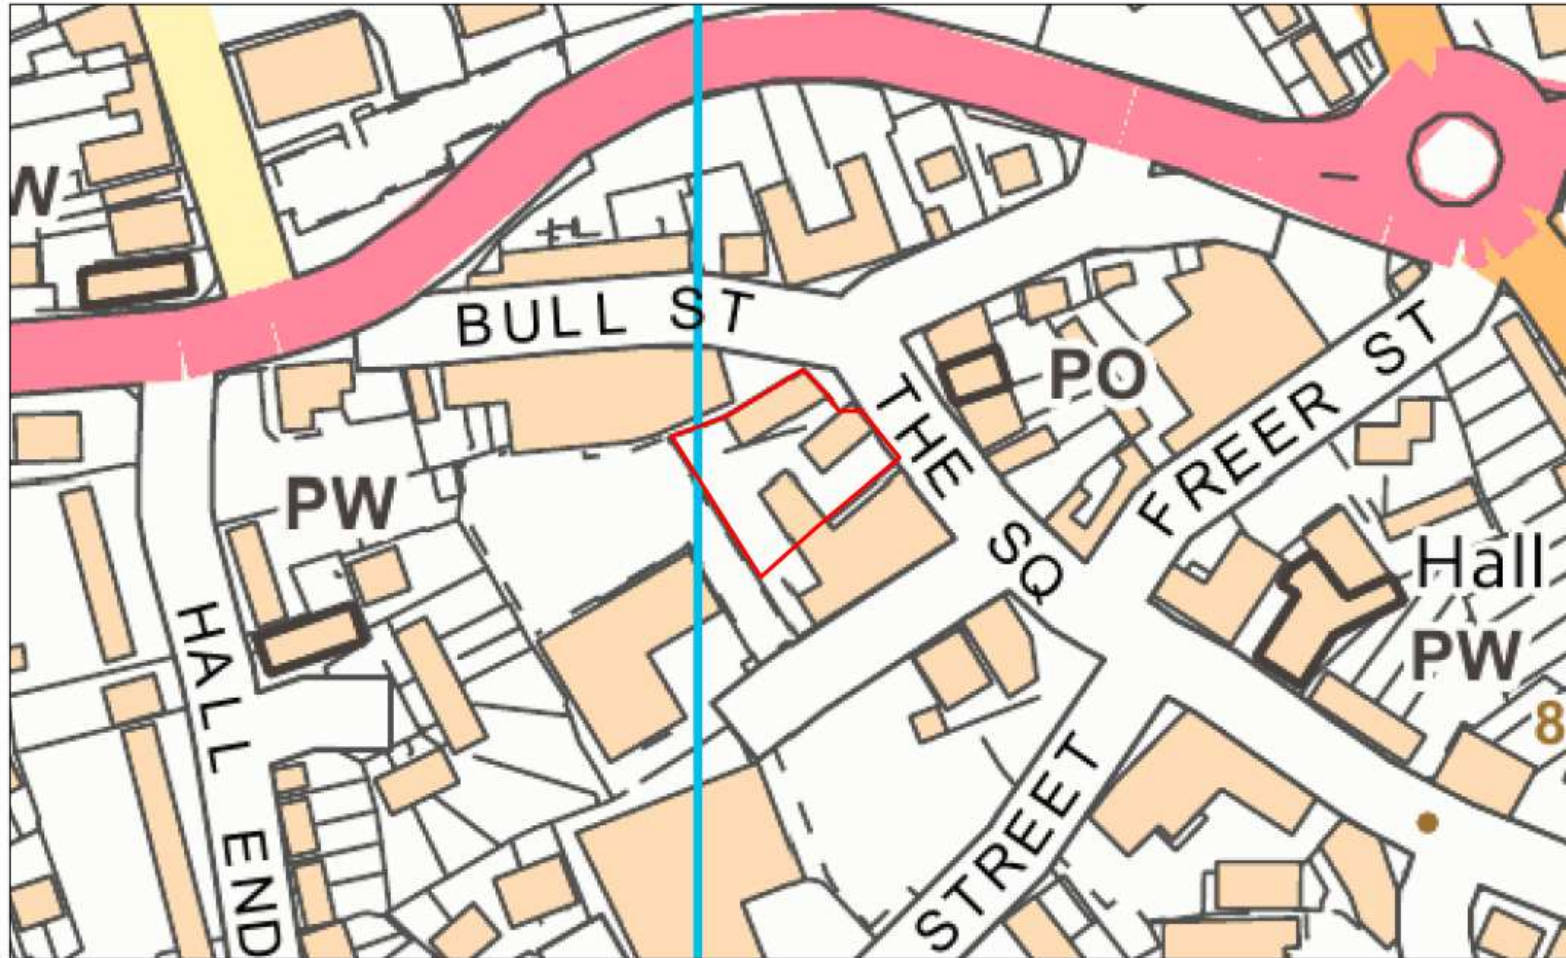 W
BULL ST
PO
THE SQ
FREER ST
PW
Hall
PW
HALL END
STREET
8